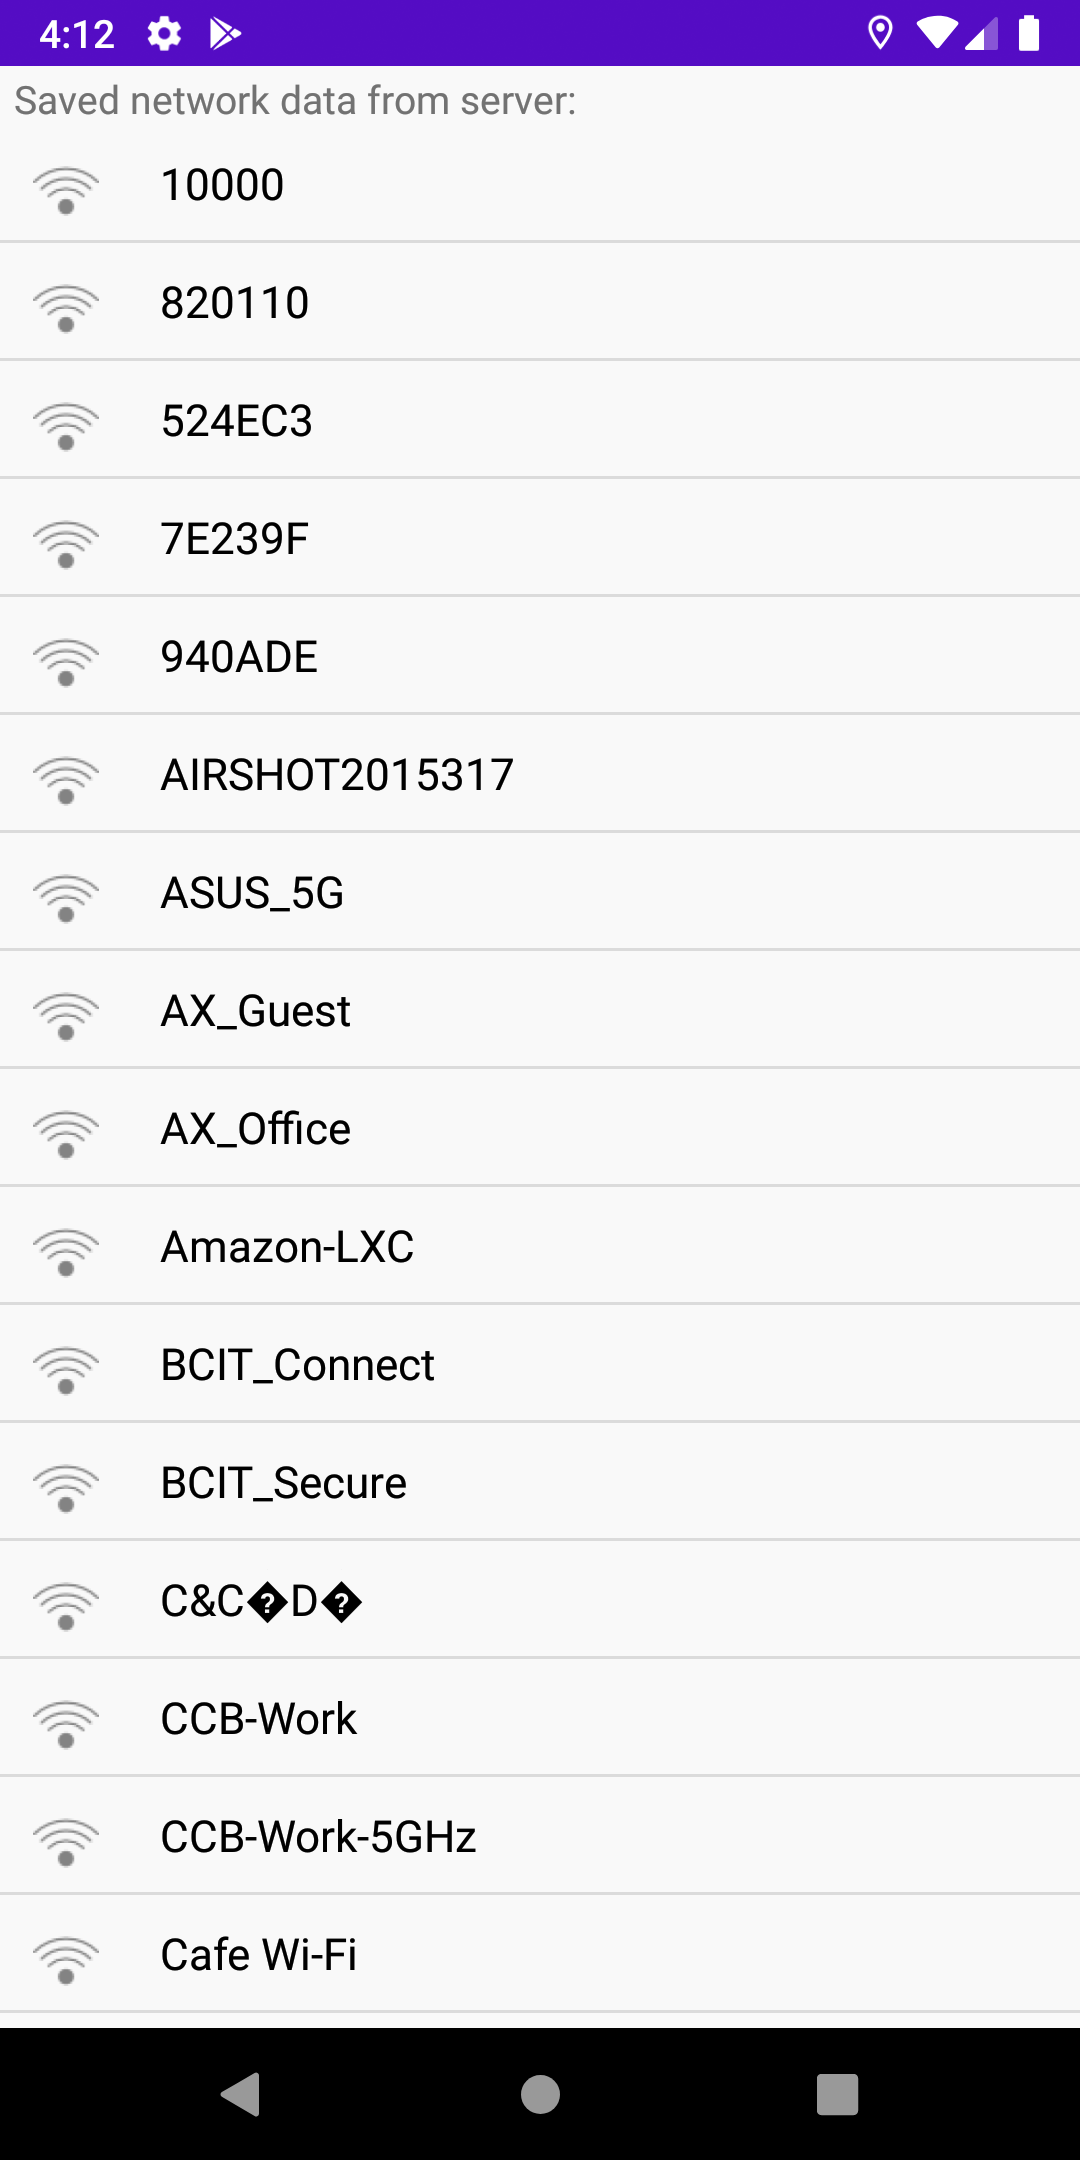 4:12
Saved network data from server:
10000
820110
524EC3
7E239F
940ADE
AIRSHOT2015317
ASUS_5G
AX_Guest
AX_Office
Amazon-LXC
BCIT_Connect
BCIT_Secure
C&C�D�
CCB-Work
CCB-Work-5GHz
Cafe Wi-Fi